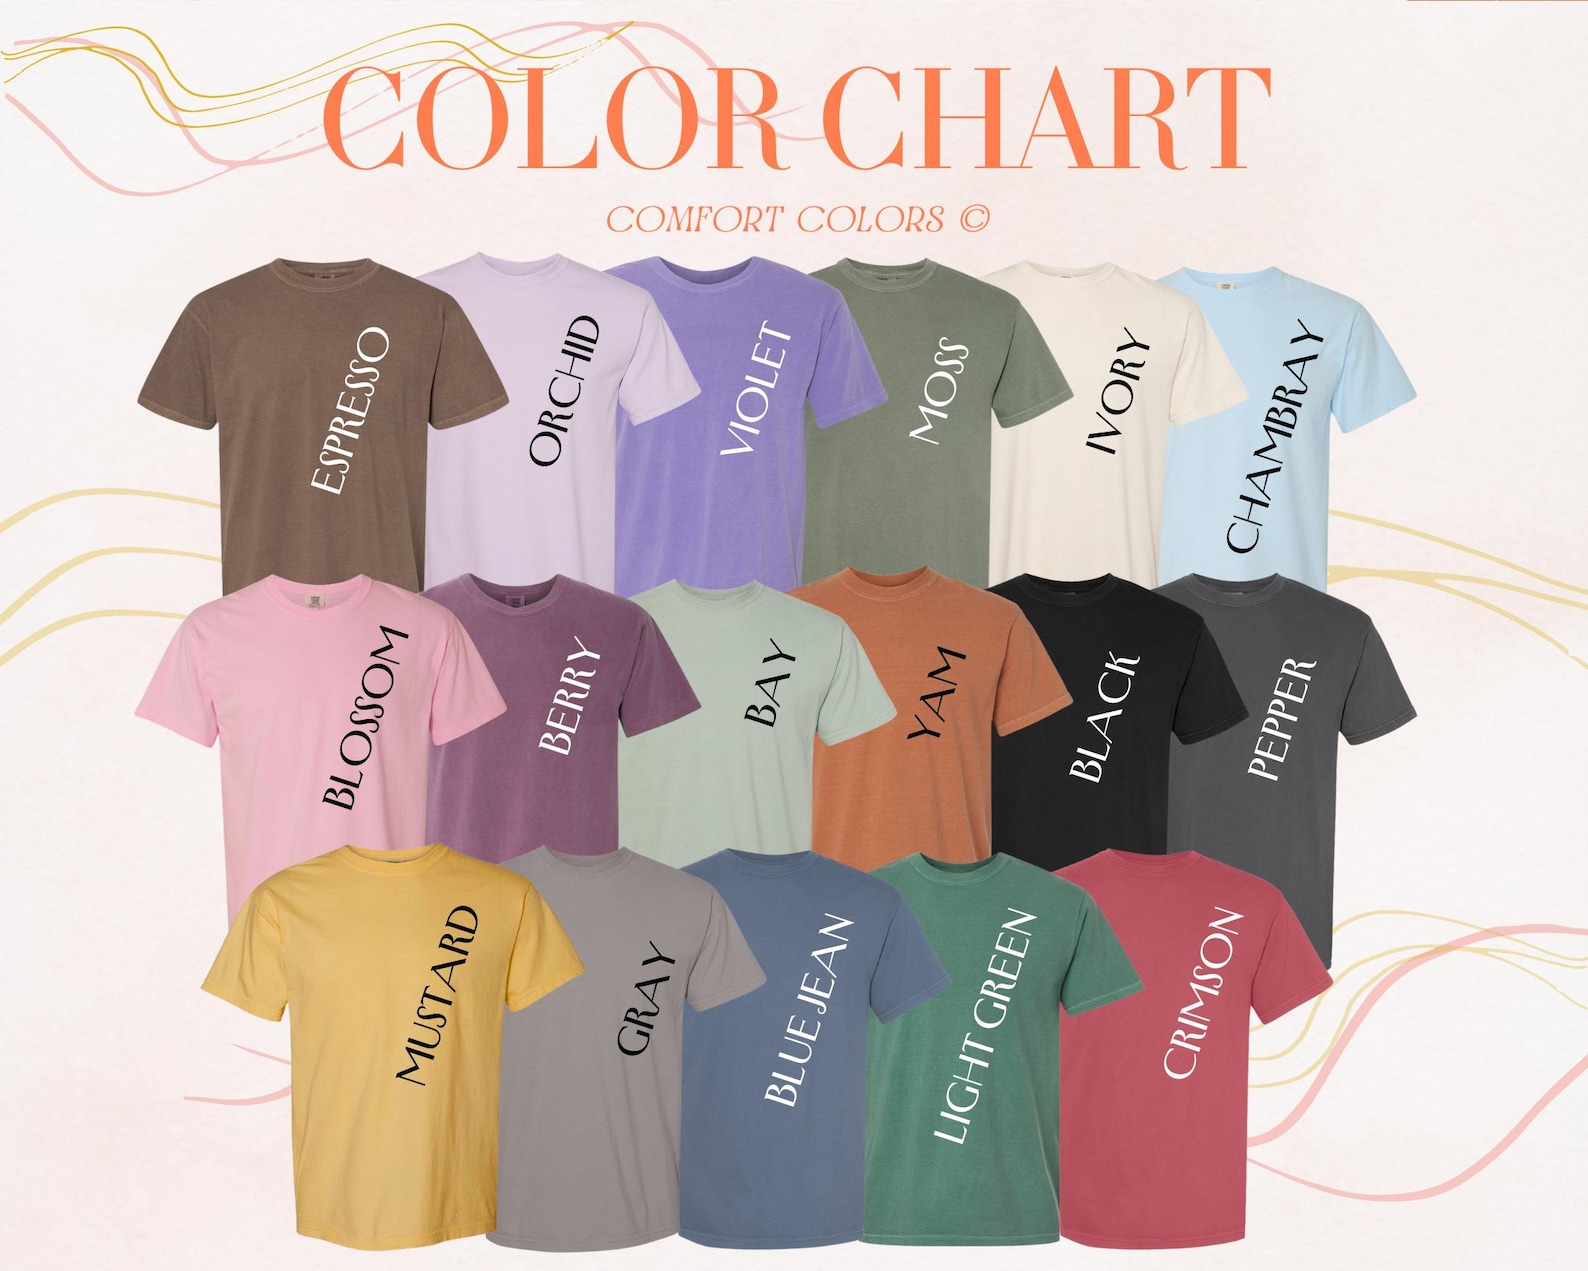 COLOR CHART
COMFORT COLORS ©
ESPRESSO
ORCHID
VIOLET
MOSS
IVORY
CHAMBRAY
BLOSSOM
BERRY
BAY
YAM
BLACK
PEPPER
MUSTARD
GRAY
BLUE JEAN
LIGHT GREEN
CRIMSON